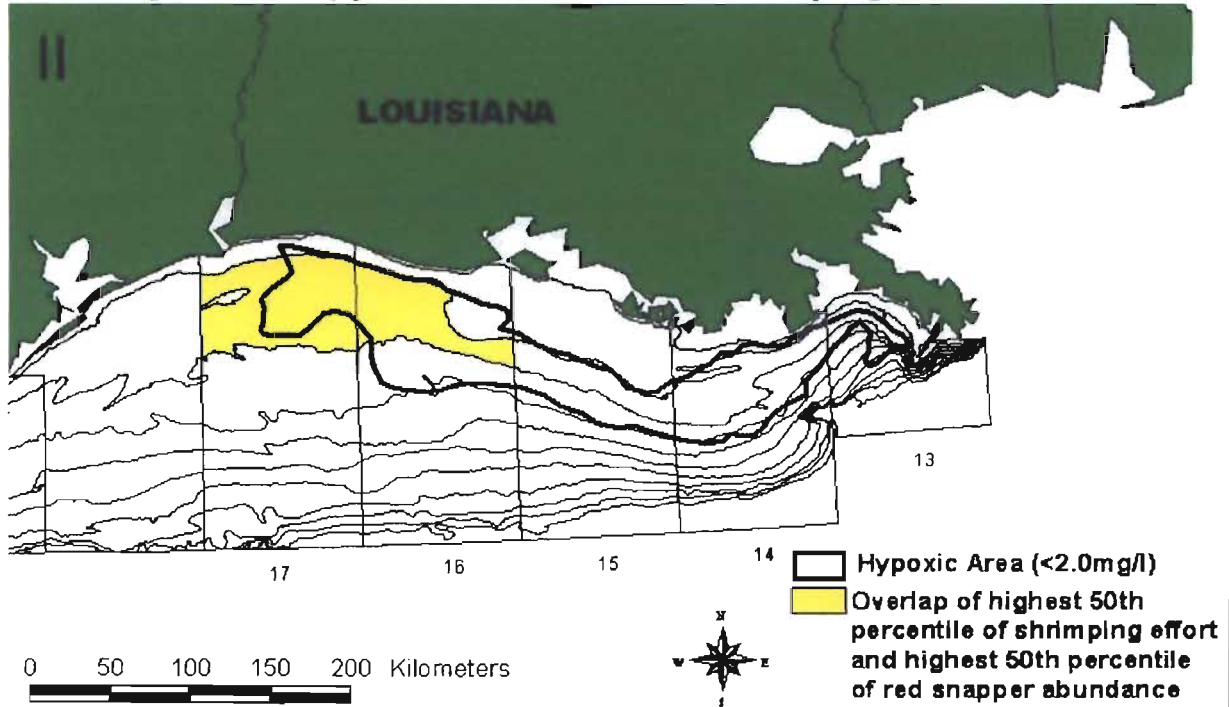 II
LOUISIANA
13
14
15
16
17
Hypoxic Area (<2.0mg/l)
Overlap of highest 50th
percentile of shrimping effort
and highest 50th percentile
of red snapper abundance
N
W E
S
0 50 100 150 200 Kilometers